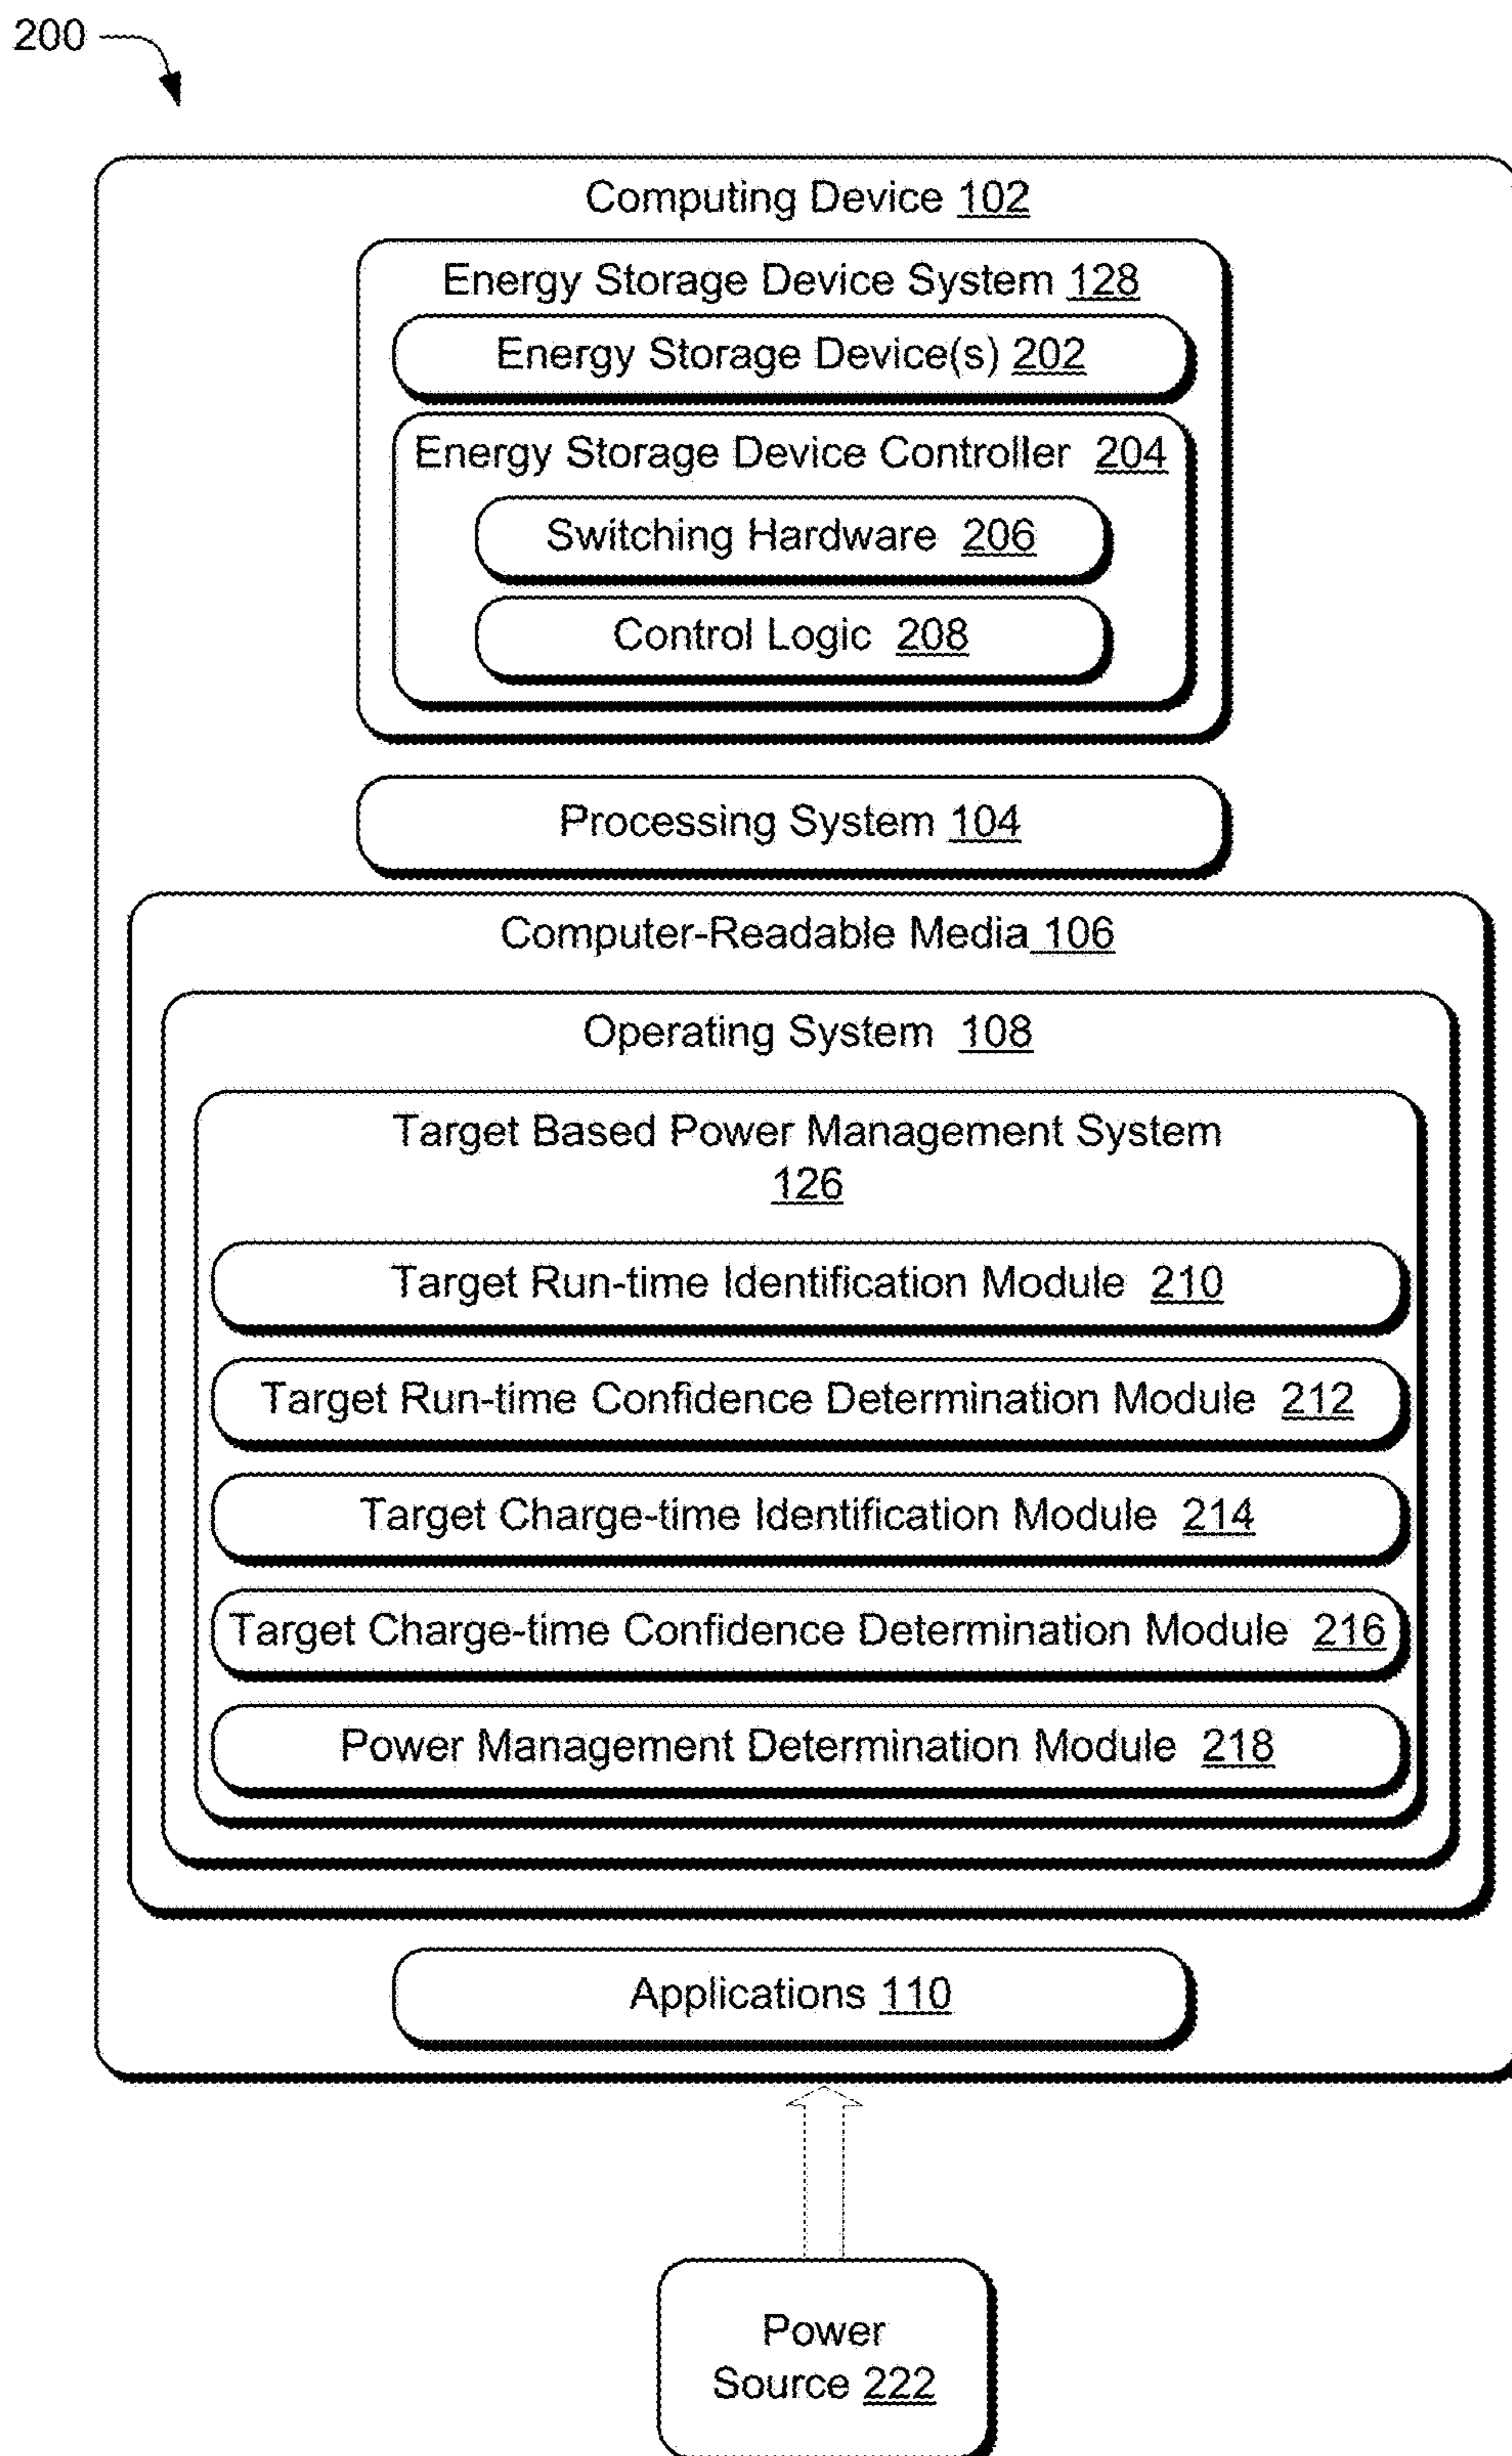 200
Computing Device 102
Energy Storage Device System 128
Energy Storage Device(s) 202
Energy Storage Device Controller 204
Switching Hardware 206
Control Logic 208
Processing System 104
Computer-Readable Media 106
Operating System 108
Target Based Power Management System
126
Target Run-time Identification Module 210
Target Run-time Confidence Determination Module 212
Target Charge-time Identification Module 214
Target Charge-time Confidence Determination Module 216
Power Management Determination Module 218
Applications 110
Power
Source 222